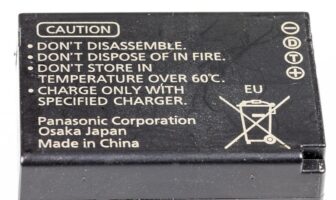 CAUTION
• DON'T DISASSEMBLE.
• DON'T DISPOSE OF IN FIRE.
• DON'T STORE IN
TEMPERATURE OVER 60℃.
• CHARGE ONLY WITH
SPECIFIED CHARGER.
Panasonic Corporation
Osaka Japan
Made in China
EU
⊖
Ⓓ
Ⓣ
⊕